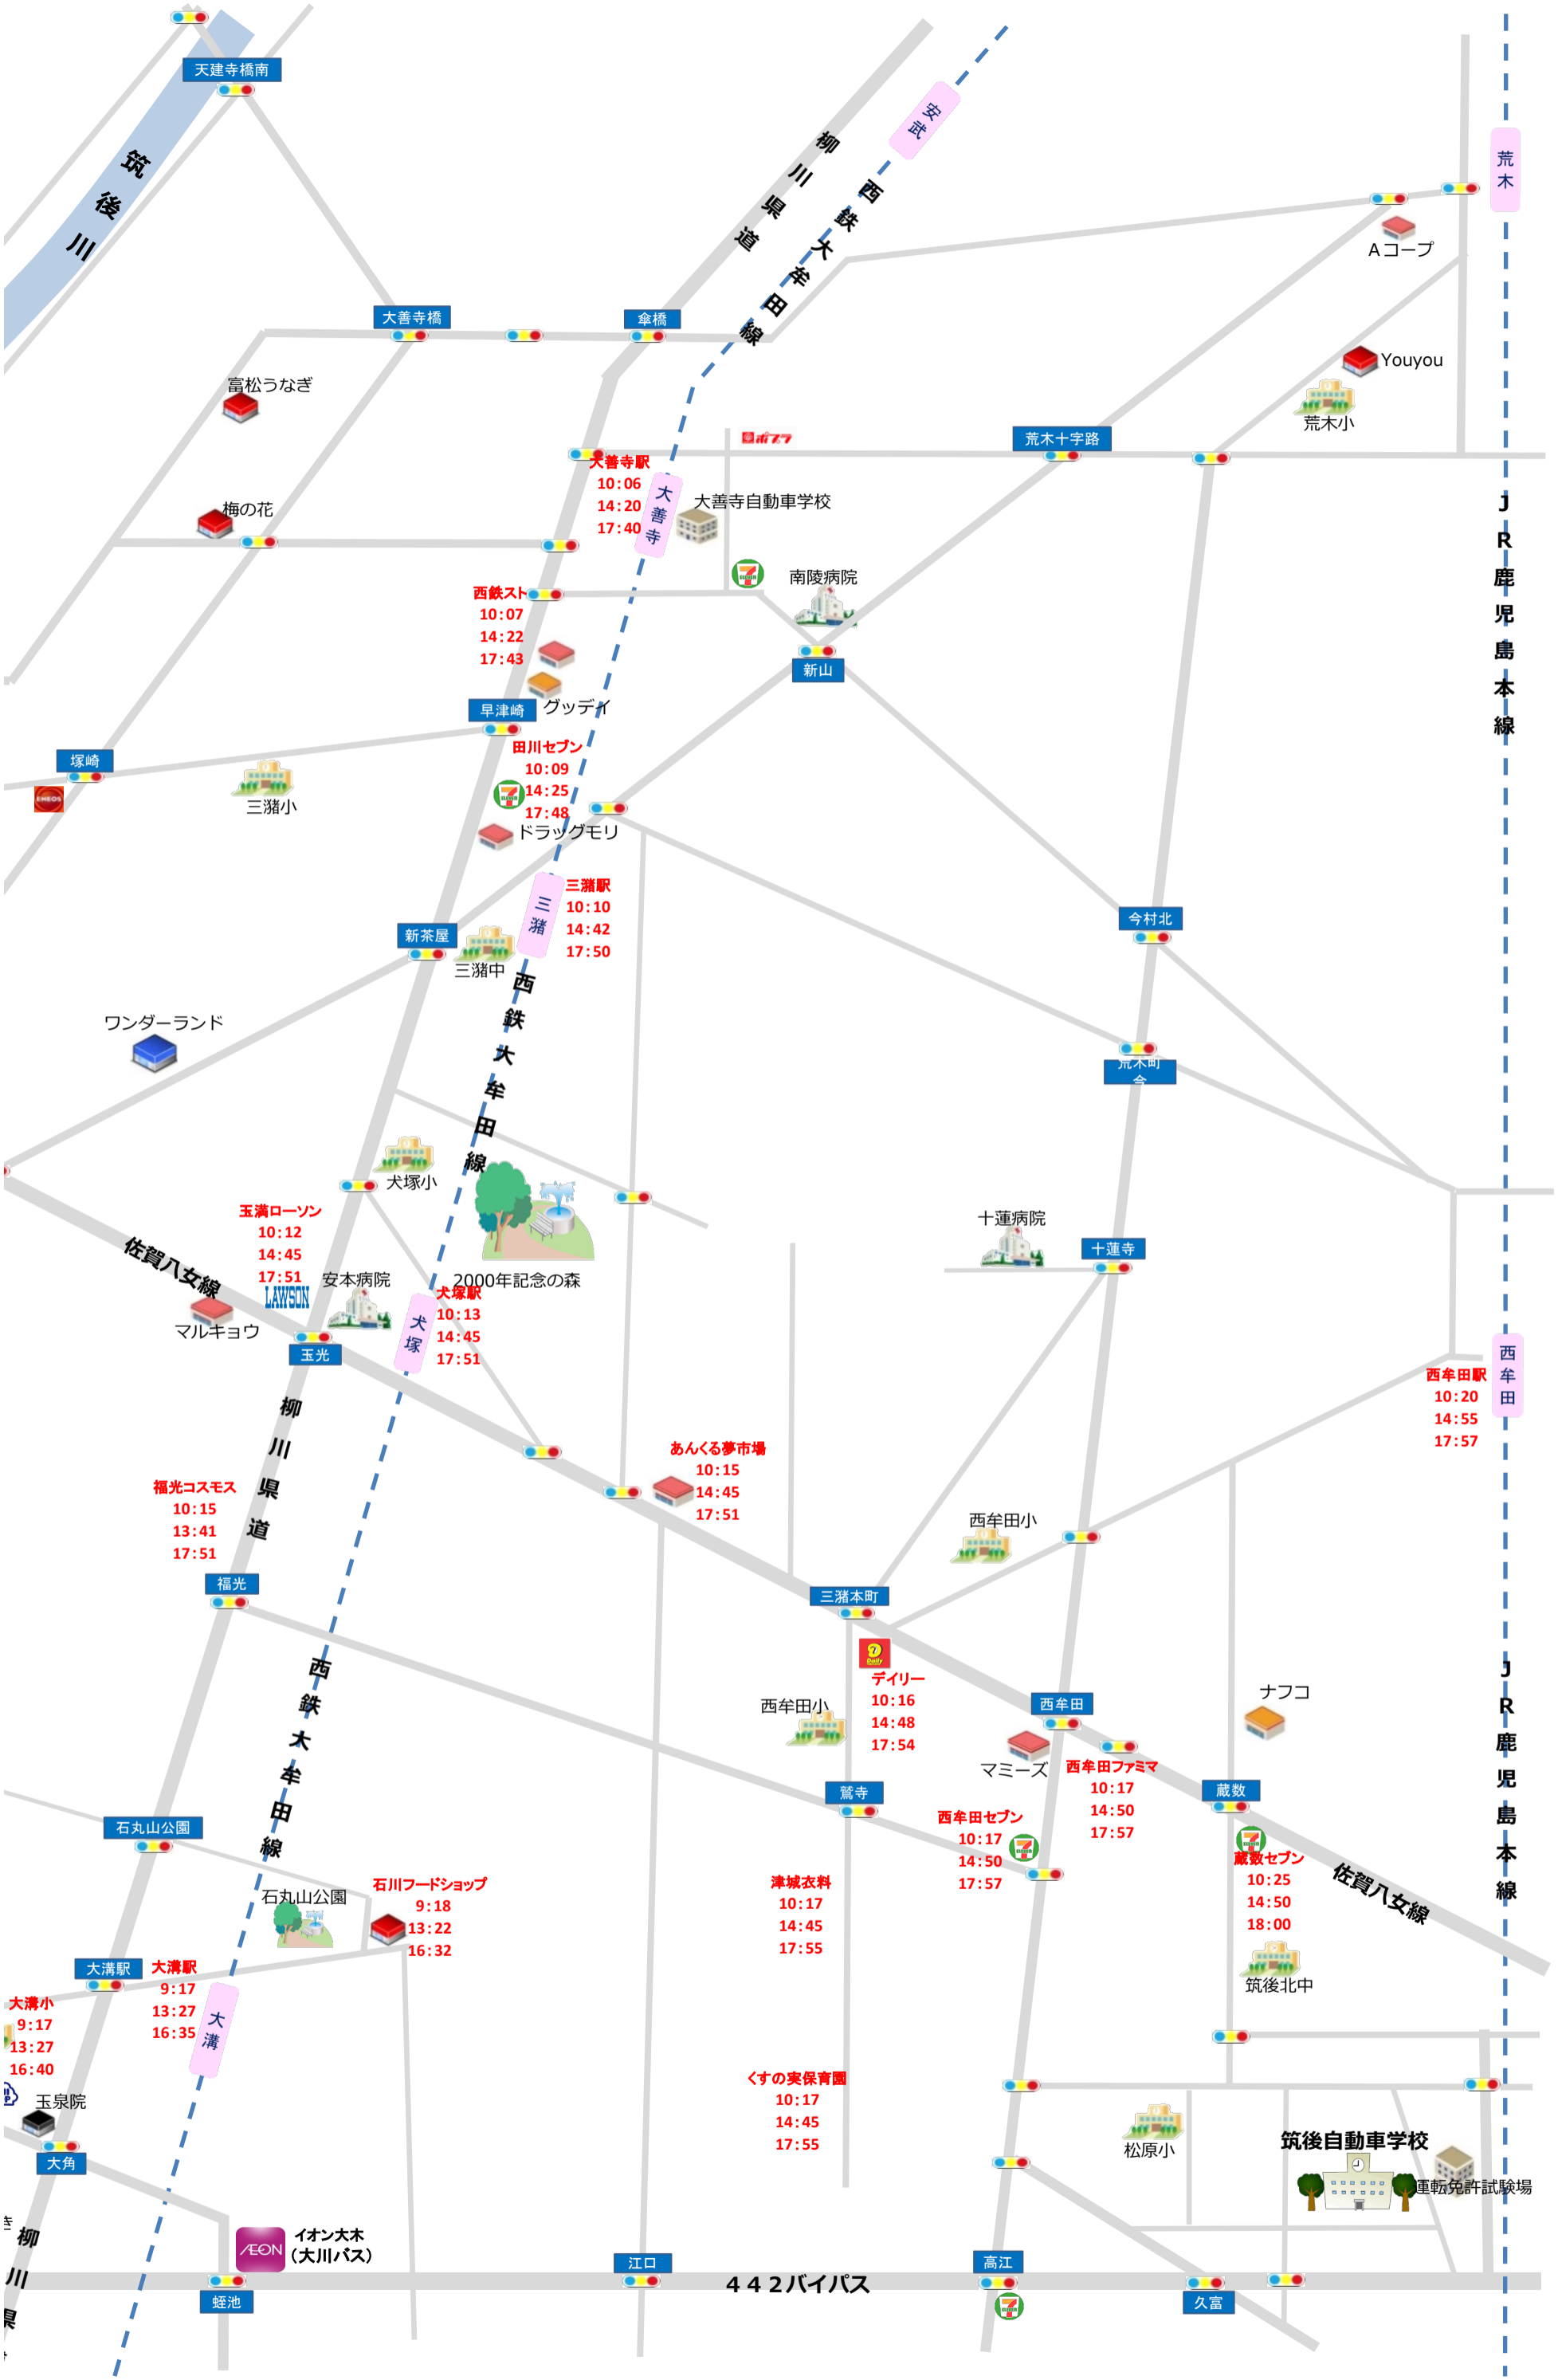 天建寺橋南
筑後川
柳川県道
安武
西鉄大牟田線
荒木
Aコープ
大善寺橋
傘橋
富松うなぎ
Youyou
荒木小
ポプラ
荒木十字路
大善寺駅
10:06
14:20
17:40
大善寺
大善寺自動車学校
梅の花
JR鹿児島本線
西鉄スト
10:07
14:22
17:43
南陵病院
新山
グッデイ
早津崎
塚崎
ENEOS
三潴小
田川セブン
10:09
14:25
17:48
ドラッグモリ
三潴駅
10:10
14:42
17:50
三潴
新茶屋
三潴中
今村北
西鉄大牟田線
ワンダーランド
荒木町
今
犬塚小
玉満ローソン
10:12
14:45
17:51
LAWSON
佐賀八女線
マルキョウ
安本病院
2000年記念の森
犬塚駅
10:13
14:45
17:51
犬塚
玉光
十蓮病院
十蓮寺
西牟田
西牟田駅
10:20
14:55
17:57
柳川県道
あんくる夢市場
10:15
14:45
17:51
福光コスモス
10:15
13:41
17:51
福光
西牟田小
三潴本町
Daily
デイリー
10:16
14:48
17:54
西鉄大牟田線
西牟田小
西牟田
マミーズ
西牟田ファミマ
10:17
14:50
17:57
ナフコ
JR鹿児島本線
鷲寺
蔵数
西牟田セブン
10:17
14:50
17:57
蔵数セブン
10:25
14:50
18:00
佐賀八女線
石丸山公園
石丸山公園
石川フードショップ
9:18
13:22
16:32
津城衣料
10:17
14:45
17:55
筑後北中
大溝駅
大溝駅
9:17
13:27
16:35
大溝
大溝小
9:17
13:27
16:40
玉泉院
大角
くすの実保育園
10:17
14:45
17:55
松原小
筑後自動車学校
運転免許試験場
き
柳川県
イオン大木
(大川バス)
ÆON
蛭池
江口
442バイパス
高江
久富